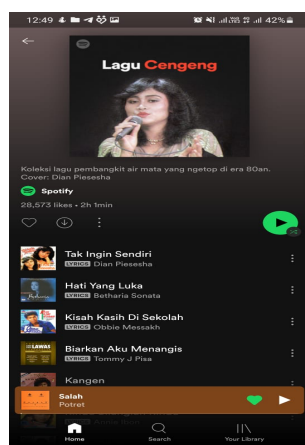 12:49
42%
Lagu Cengeng
Koleksi lagu pembangkit air mata yang ngetop di era 80an.
Cover: Dian Piesesha
Spotify
28,573 likes • 2h 1min
Tak Ingin Sendiri
LYRICS Dian Piesesha
Hati Yang Luka
LYRICS Betharia Sonata
Kisah Kasih Di Sekolah
LYRICS Obbie Messakh
Biarkan Aku Menangis
LYRICS Tommy J Pisa
Kangen
Salah
Potret
Home
Search
Your Library